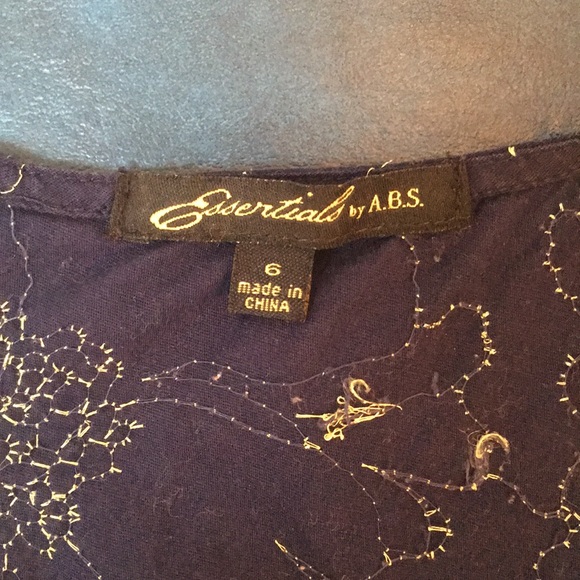 Essentials by A.B.S.
6
made in
CHINA